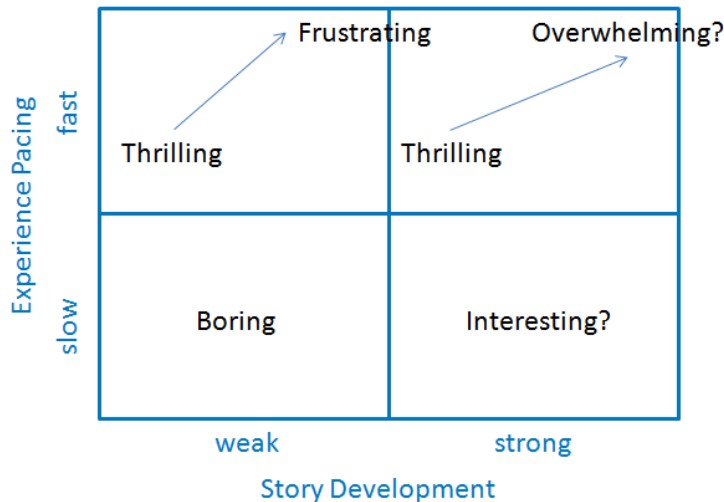 Frustrating
Overwhelming?
Thrilling
Thrilling
Experience Pacing
fast
slow
Boring
Interesting?
weak
strong
Story Development